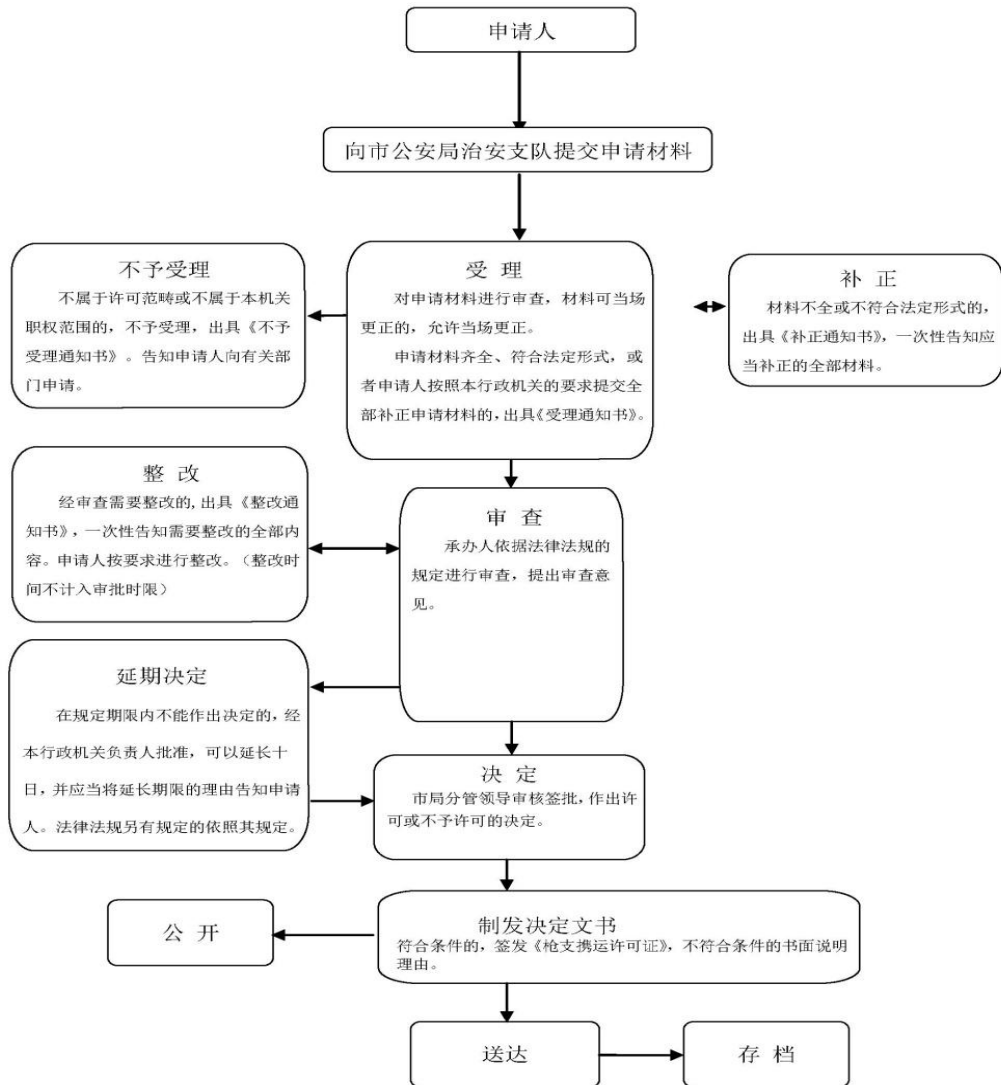 申请人
向市公安局治安支队提交申请材料
不予受理
不属于许可范畴或不属于本机关
职权范围的，不予受理，出具《不予
受理通知书》。告知申请人向有关部
门申请。
受 理
对申请材料进行审查，材料可当场
更正的，允许当场更正。
申请材料齐全、符合法定形式，或
者申请人按照本行政机关的要求提交全
部补正申请材料的，出具《受理通知书》。
补 正
材料不全或不符合法定形式的，
出具《补正通知书》，一次性告知应
当补正的全部材料。
整 改
经审查需要整改的，出具《整改通
知书》，一次性告知需要整改的全部内
容。申请人按要求进行整改。（整改时
间不计入审批时限）
审 查
承办人依据法律法规的
规定进行审查，提出审查意
见。
延期决定
在规定期限内不能作出决定的，经
本行政机关负责人批准，可以延长十
日，并应当将延长期限的理由告知申请
人。法律法规另有规定的依照其规定。
决 定
市局分管领导审核签批，作出许
可或不予许可的决定。
制发决定文书
符合条件的，签发《枪支携运许可证》，不符合条件的书面说明
理由。
公 开
送达
存 档